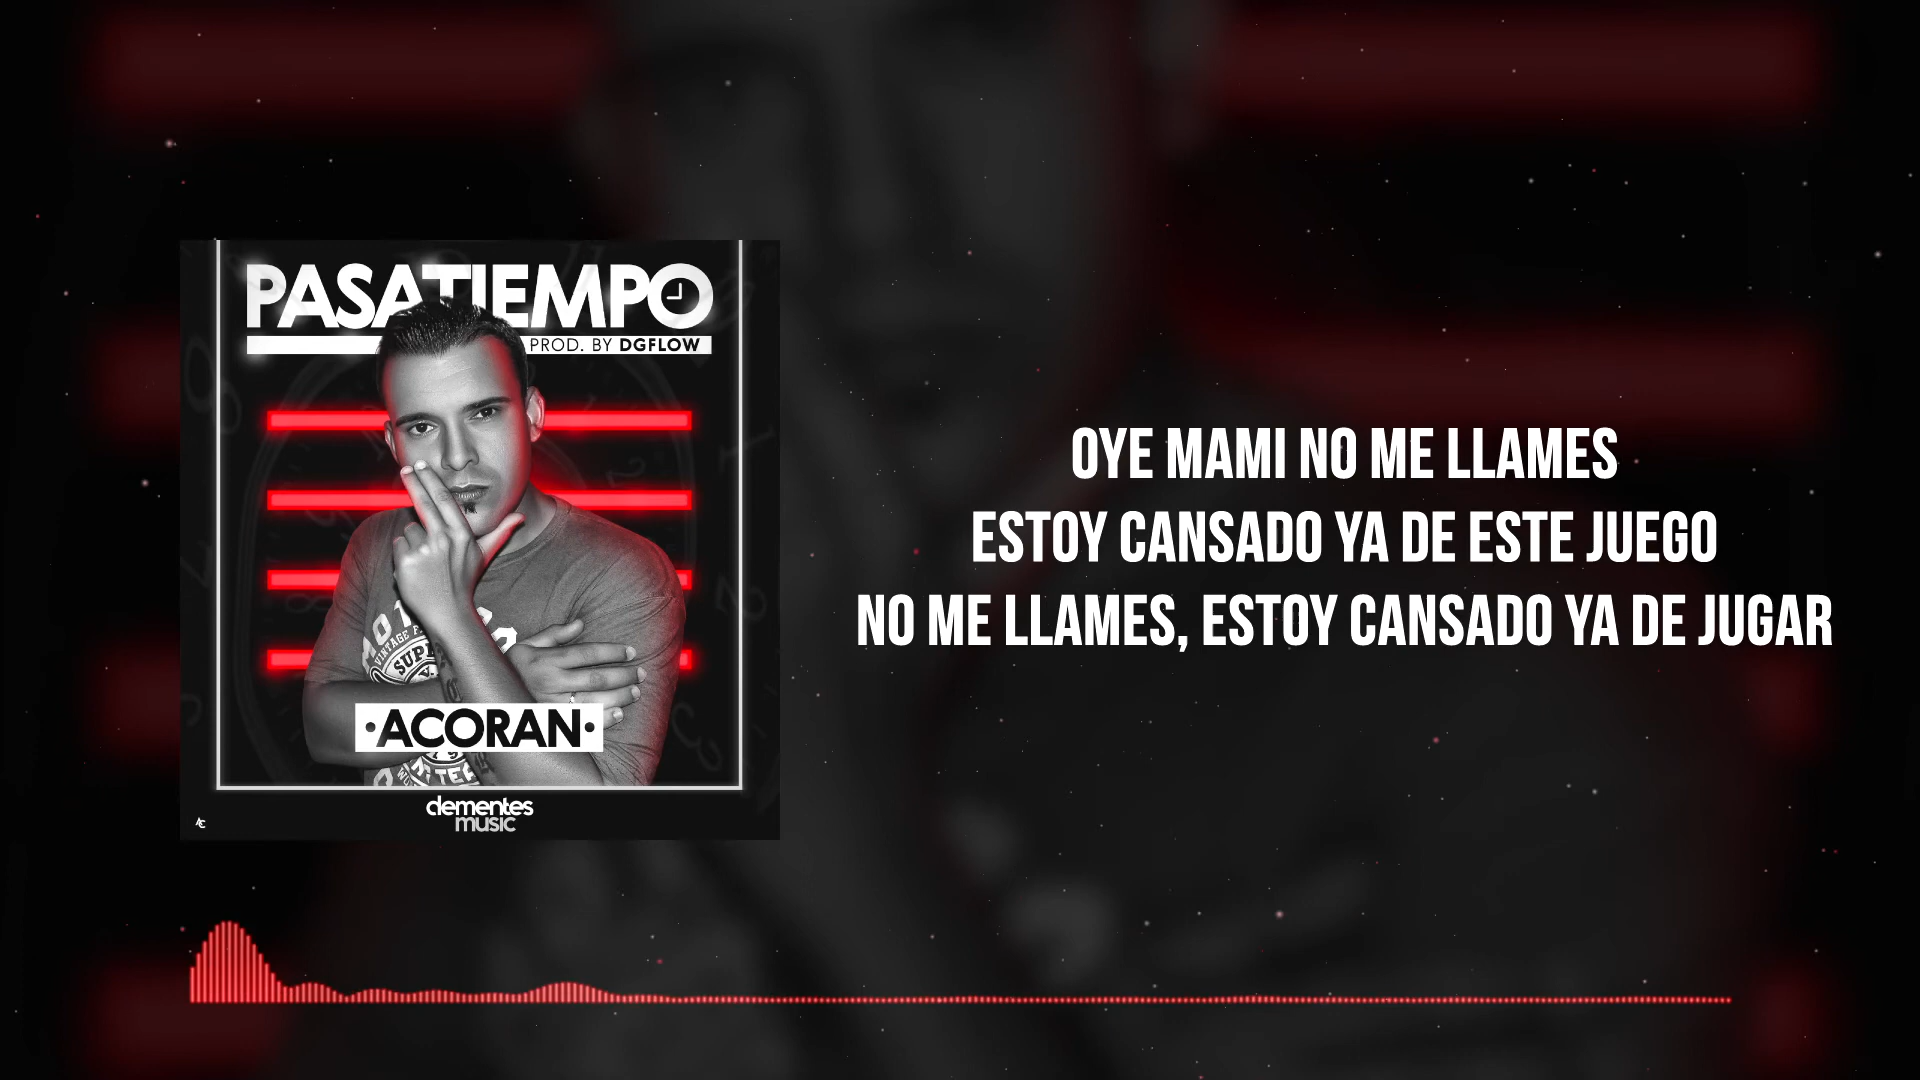 PASATIEMPO
PROD. BY DGFLOW
·ACORAN·
dementes
music
OYE MAMI NO ME LLAMES
ESTOY CANSADO YA DE ESTE JUEGO
NO ME LLAMES, ESTOY CANSADO YA DE JUGAR